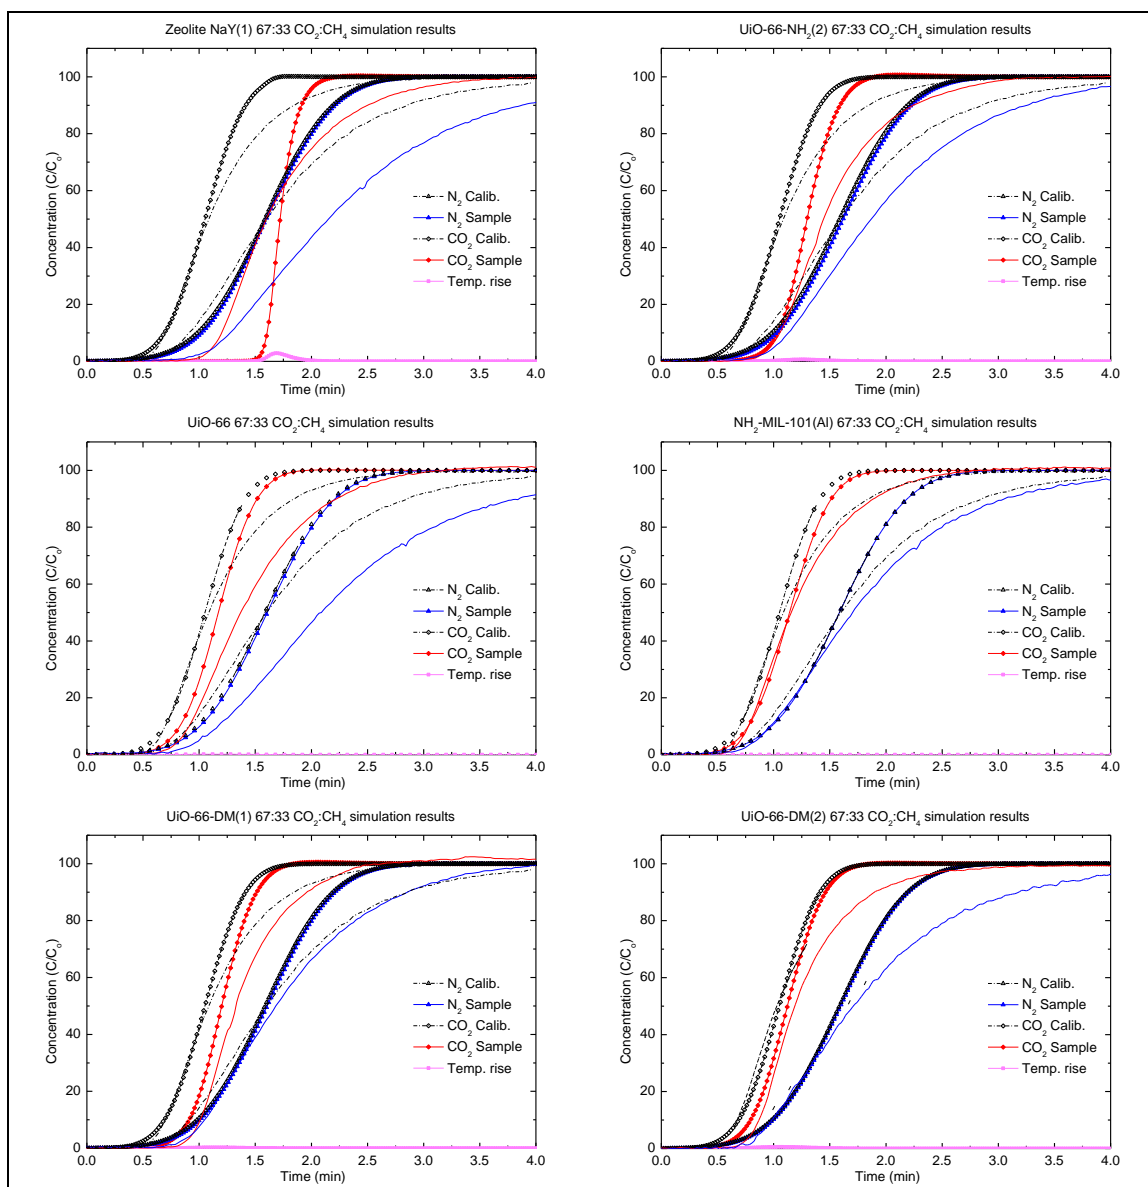 Zeolite NaY(1) 67:33 CO₂:CH₄ simulation results
100
80
60
40
20
0
Concentration (C/C₀)
N₂ Calib.
N₂ Sample
CO₂ Calib.
CO₂ Sample
Temp. rise
0.0 0.5 1.0 1.5 2.0 2.5 3.0 3.5 4.0
Time (min)
UiO-66-NH₂(2) 67:33 CO₂:CH₄ simulation results
100
80
60
40
20
0
Concentration (C/C₀)
N₂ Calib.
N₂ Sample
CO₂ Calib.
CO₂ Sample
Temp. rise
0.0 0.5 1.0 1.5 2.0 2.5 3.0 3.5 4.0
Time (min)
UiO-66 67:33 CO₂:CH₄ simulation results
100
80
60
40
20
0
Concentration (C/C₀)
N₂ Calib.
N₂ Sample
CO₂ Calib.
CO₂ Sample
Temp. rise
0.0 0.5 1.0 1.5 2.0 2.5 3.0 3.5 4.0
Time (min)
NH₂-MIL-101(Al) 67:33 CO₂:CH₄ simulation results
100
80
60
40
20
0
Concentration (C/C₀)
N₂ Calib.
N₂ Sample
CO₂ Calib.
CO₂ Sample
Temp. rise
0.0 0.5 1.0 1.5 2.0 2.5 3.0 3.5 4.0
Time (min)
UiO-66-DM(1) 67:33 CO₂:CH₄ simulation results
100
80
60
40
20
0
Concentration (C/C₀)
N₂ Calib.
N₂ Sample
CO₂ Calib.
CO₂ Sample
Temp. rise
0.0 0.5 1.0 1.5 2.0 2.5 3.0 3.5 4.0
Time (min)
UiO-66-DM(2) 67:33 CO₂:CH₄ simulation results
100
80
60
40
20
0
Concentration (C/C₀)
N₂ Calib.
N₂ Sample
CO₂ Calib.
CO₂ Sample
Temp. rise
0.0 0.5 1.0 1.5 2.0 2.5 3.0 3.5 4.0
Time (min)